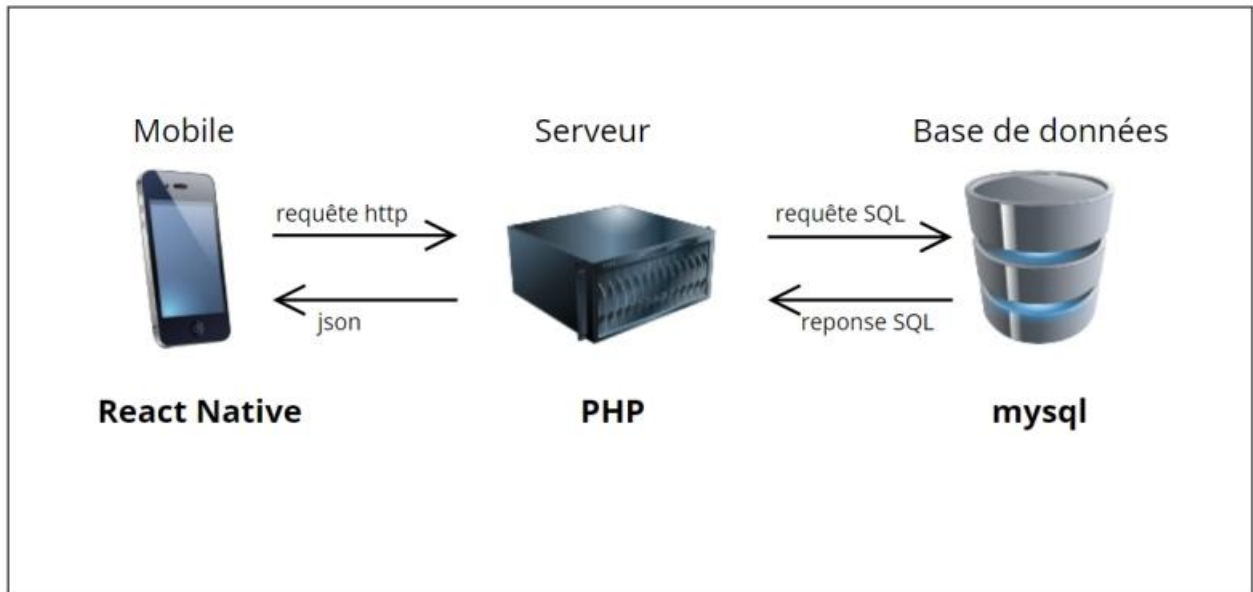 Mobile
Serveur
Base de données
requête http
requête SQL
json
reponse SQL
React Native
PHP
mysql